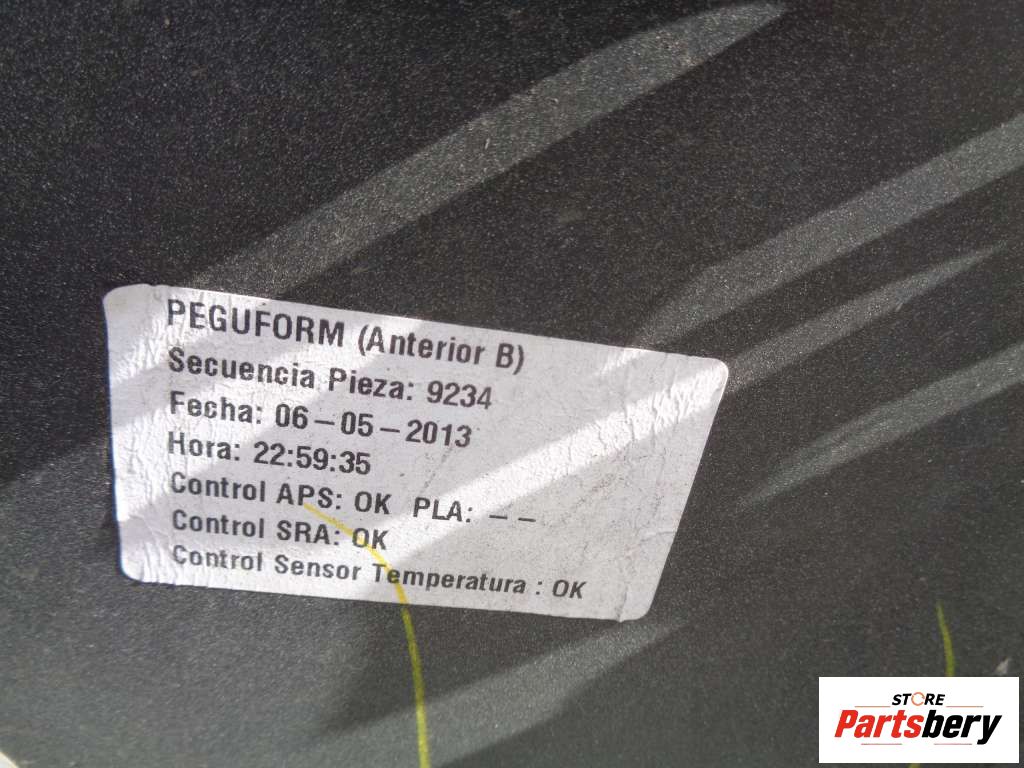 PEGUFORM (Anterior B)
Secuencia Pieza: 9234
Fecha: 06-05-2013
Hora: 22:59:35
Control APS: OK PLA: --
Control SRA: OK
Control Sensor Temperatura : OK
STORE
Partsbery